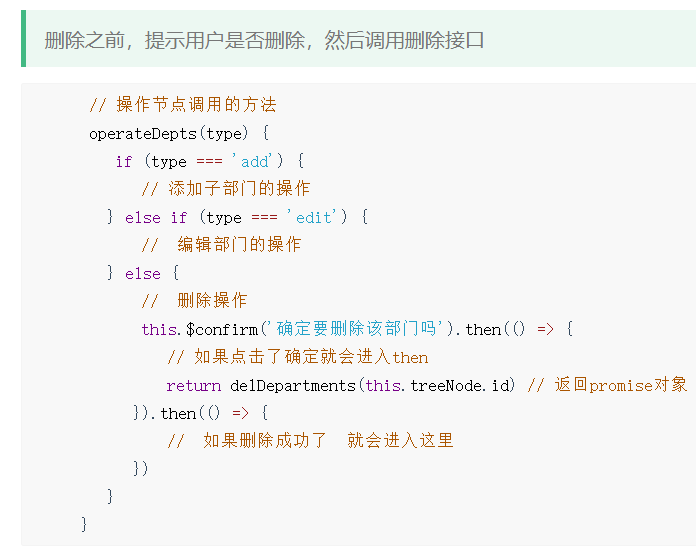 删除之前，提示用户是否删除，然后调用删除接口
// 操作节点调用的方法
operateDepts(type) {
if (type === 'add') {
// 添加子部门的操作
} else if (type === 'edit') {
//  编辑部门的操作
} else {
//  删除操作
this.$confirm('确定要删除该部门吗').then(() => {
// 如果点击了确定就会进入then
return delDepartments(this.treeNode.id) // 返回promise对象
}).then(() => {
//  如果删除成功了  就会进入这里
})
}
}